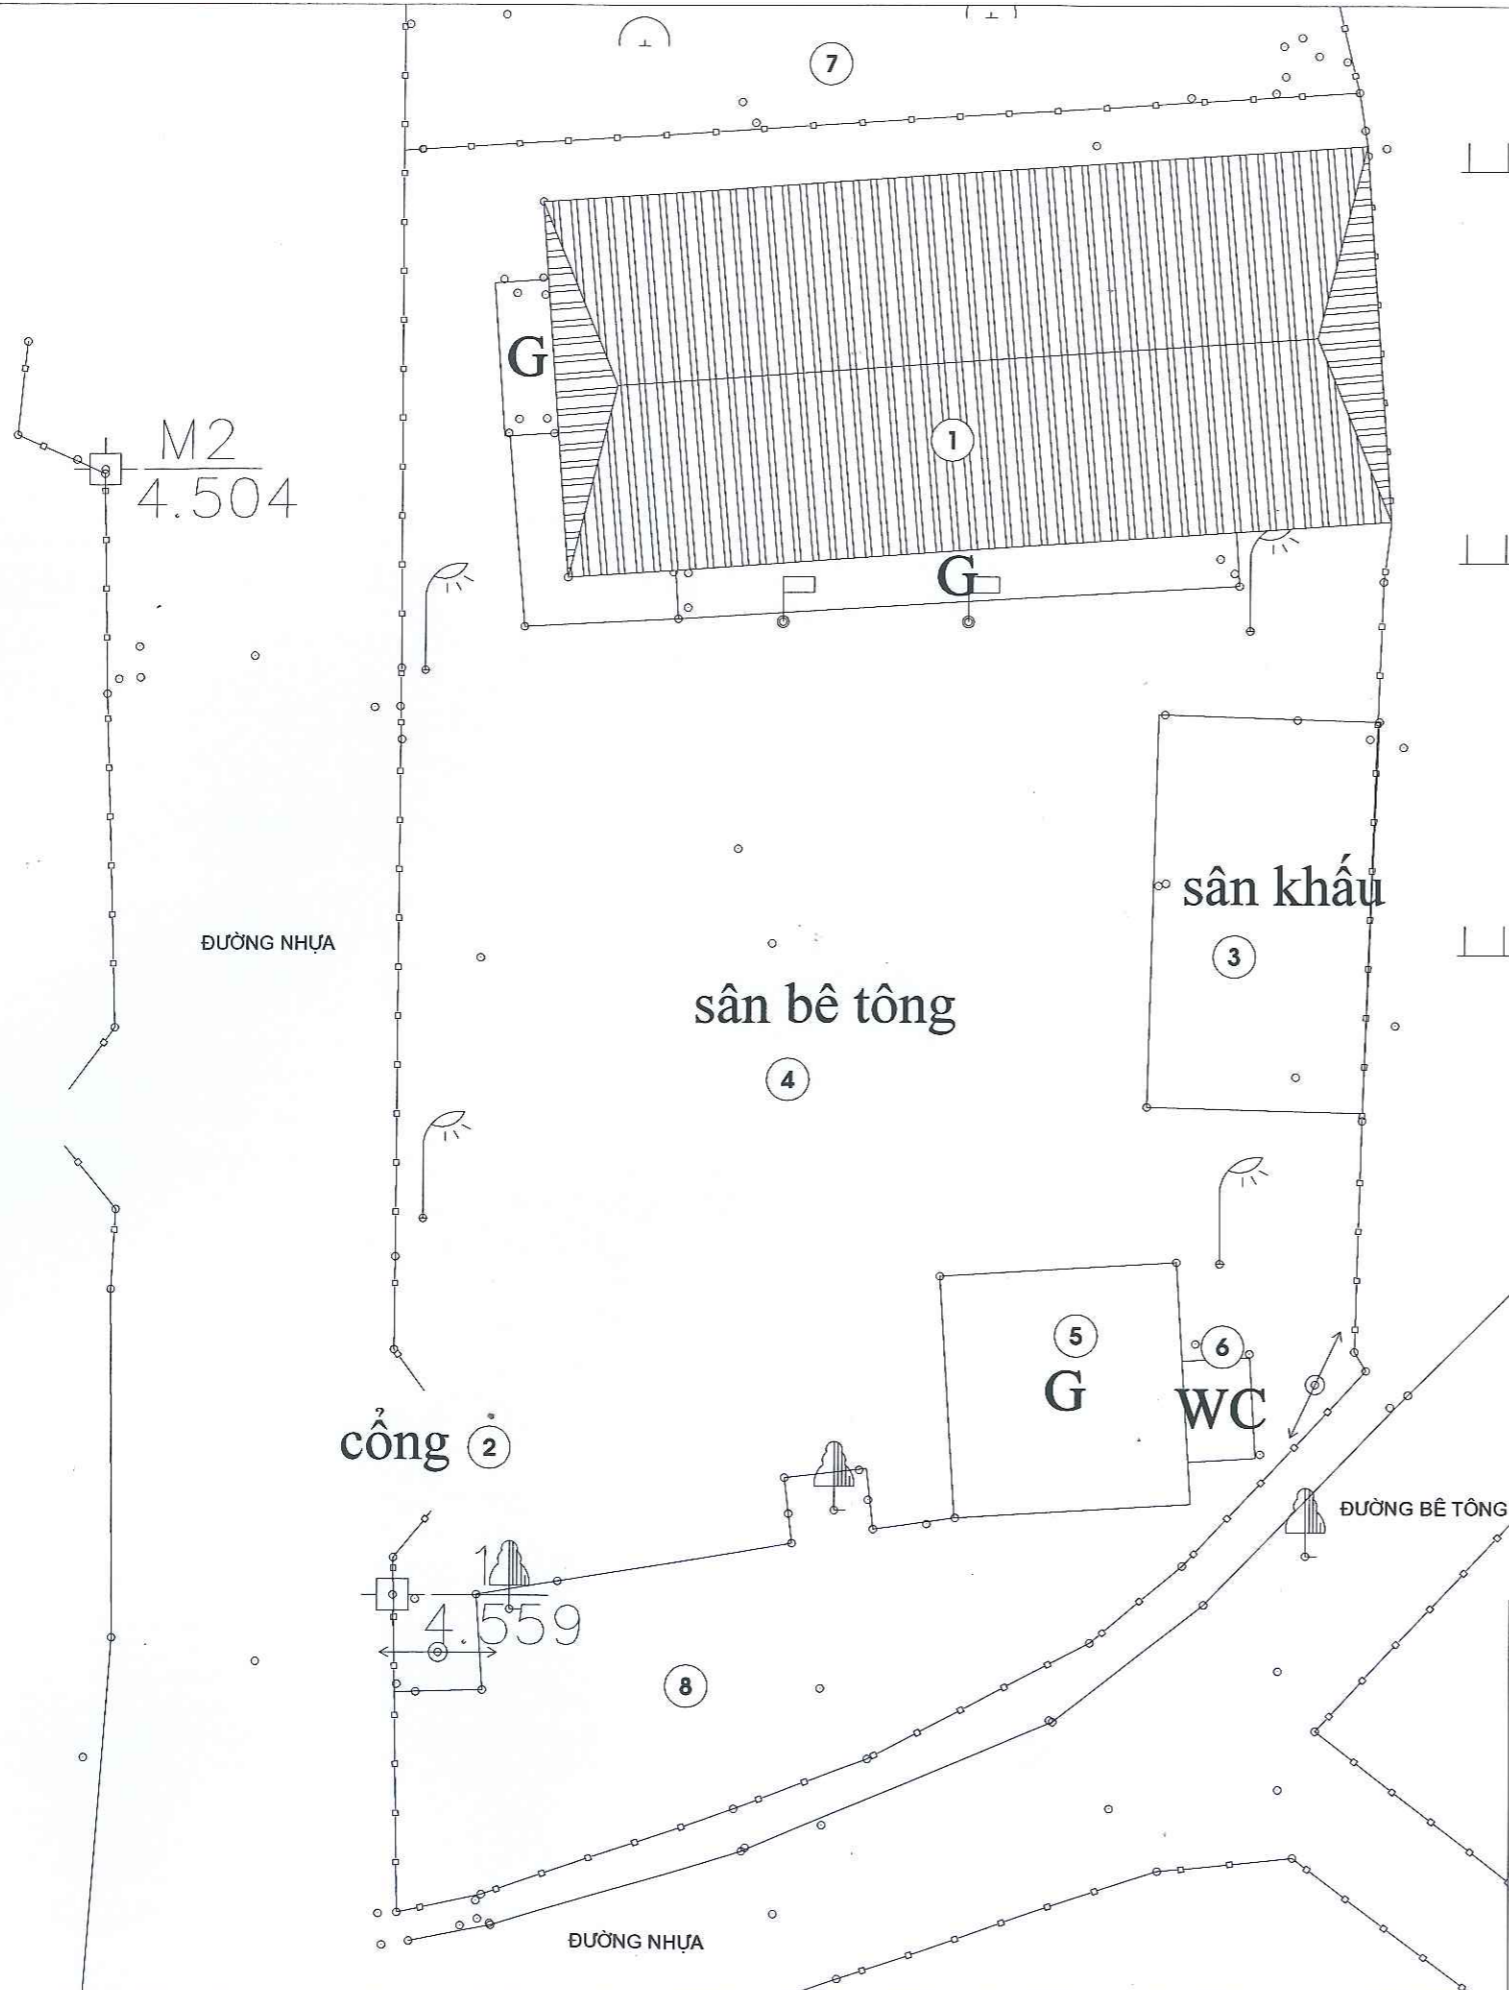 7
G
1
M2
4.504
G
sân khấu
3
ĐƯỜNG NHỰA
sân bê tông
4
5
6
G
WC
cổng 2
ĐƯỜNG BÊ TÔNG
1
4.559
8
ĐƯỜNG NHỰA